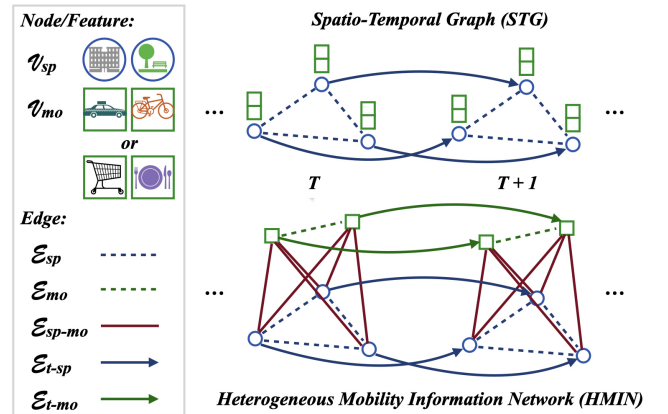 Node/Feature:
𝒱sp
𝒱mo
or
Edge:
ℰsp
ℰmo
ℰsp-mo
ℰt-sp
ℰt-mo
Spatio-Temporal Graph (STG)
... ...
T T + 1
... ...
Heterogeneous Mobility Information Network (HMIN)